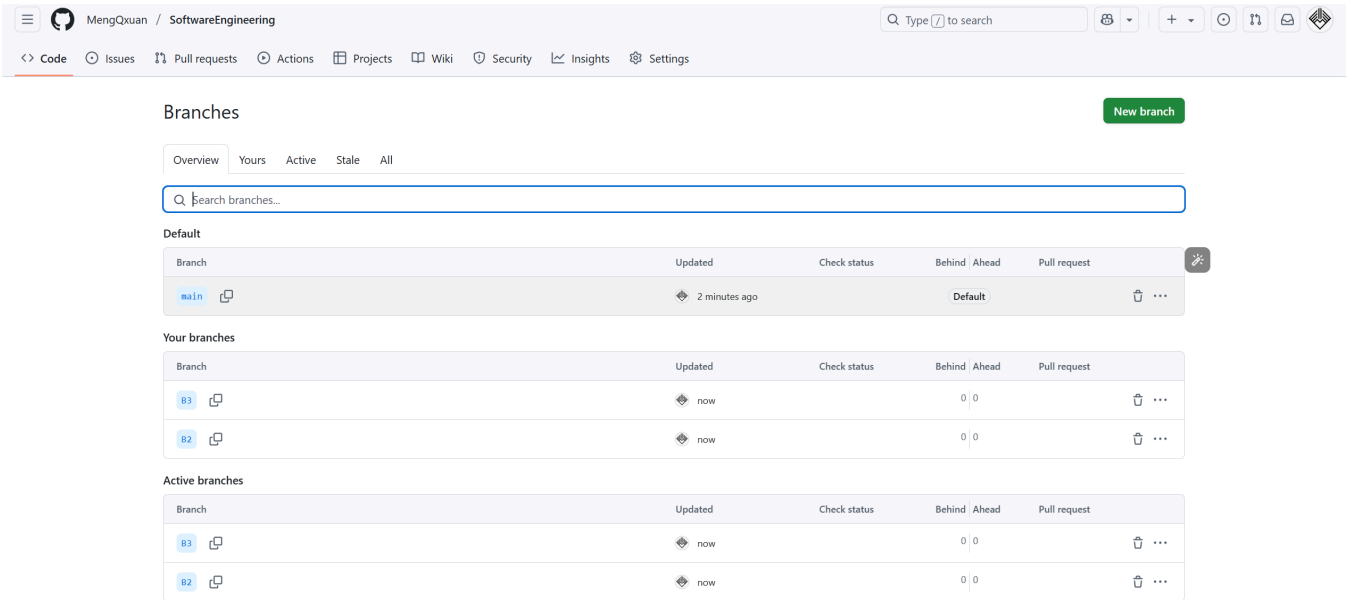 MengQxuan / SoftwareEngineering
Type / to search
Code Issues Pull requests Actions Projects Wiki Security Insights Settings
Branches
New branch
Overview Yours Active Stale All
Search branches...
Default
Branch Updated Check status Behind Ahead Pull request
main 2 minutes ago Default
Your branches
Branch Updated Check status Behind Ahead Pull request
B3 now 0 0
B2 now 0 0
Active branches
Branch Updated Check status Behind Ahead Pull request
B3 now 0 0
B2 now 0 0